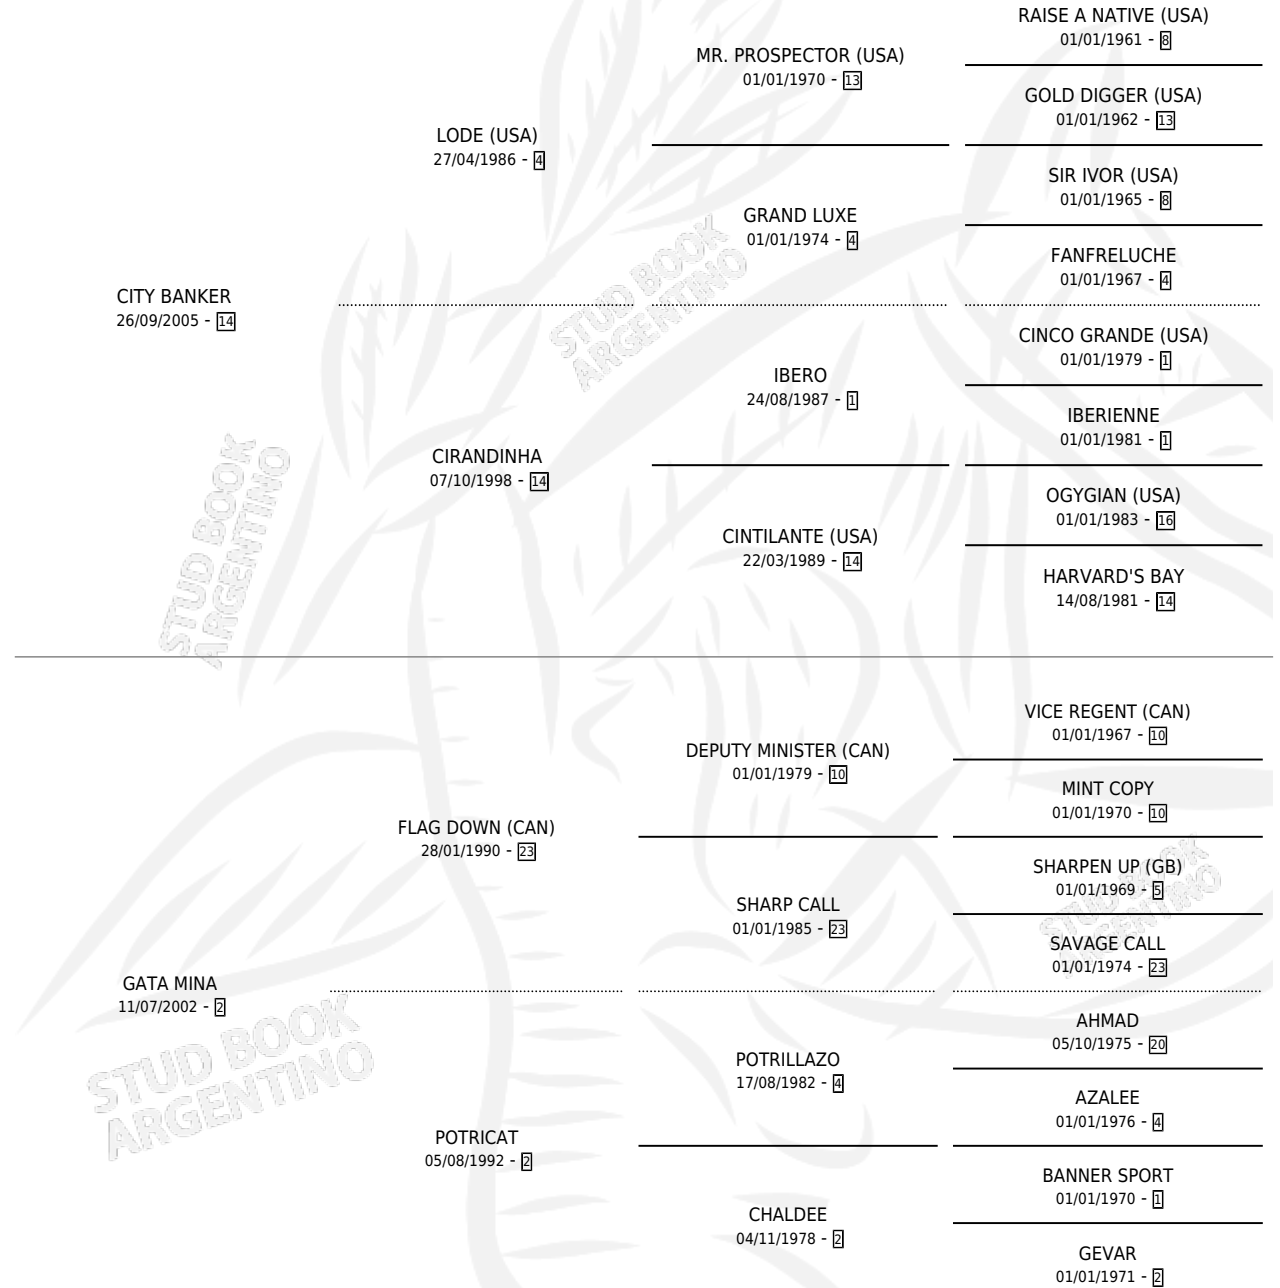 RAISE A NATIVE (USA)
01/01/1961 - 8
MR. PROSPECTOR (USA)
01/01/1970 - 13
GOLD DIGGER (USA)
01/01/1962 - 13
LODE (USA)
27/04/1986 - 4
SIR IVOR (USA)
01/01/1965 - 8
GRAND LUXE
01/01/1974 - 4
FANFRELUCHE
01/01/1967 - 4
CITY BANKER
26/09/2005 - 14
CINCO GRANDE (USA)
01/01/1979 - 1
IBERO
24/08/1987 - 1
IBERIENNE
01/01/1981 - 1
CIRANDINHA
07/10/1998 - 14
OGYGIAN (USA)
01/01/1983 - 16
CINTILANTE (USA)
22/03/1989 - 14
HARVARD'S BAY
14/08/1981 - 14
VICE REGENT (CAN)
01/01/1967 - 10
DEPUTY MINISTER (CAN)
01/01/1979 - 10
MINT COPY
01/01/1970 - 10
FLAG DOWN (CAN)
28/01/1990 - 23
SHARPEN UP (GB)
01/01/1969 - 5
SHARP CALL
01/01/1985 - 23
SAVAGE CALL
01/01/1974 - 23
GATA MINA
11/07/2002 - 2
AHMAD
05/10/1975 - 20
POTRILLAZO
17/08/1982 - 4
AZALEE
01/01/1976 - 4
POTRICAT
05/08/1992 - 2
BANNER SPORT
01/01/1970 - 1
CHALDEE
04/11/1978 - 2
GEVAR
01/01/1971 - 2
STUD BOOK
ARGENTINO
STUD BOOK
ARGENTINO
STUD BOOK
ARGENTINO
STUD BOOK
ARGENTINO